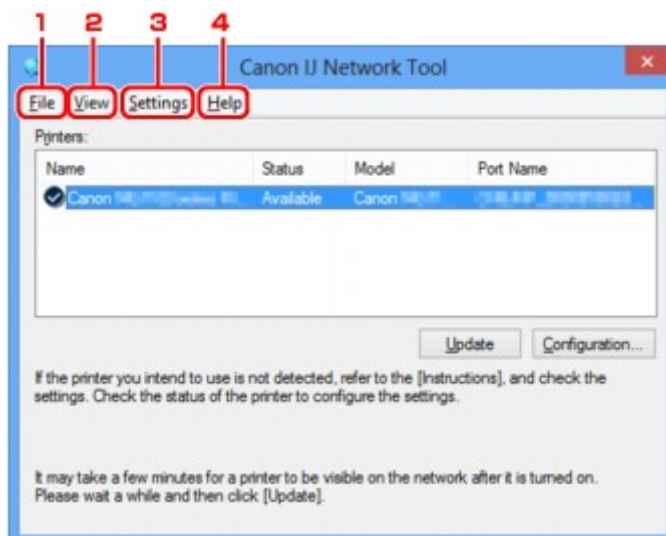 1 2 3 4
Canon IJ Network Tool
File View Settings Help
Printers:
Name Status Model Port Name
Canon Available Canon
Update Configuration...
If the printer you intend to use is not detected, refer to the [Instructions], and check the
settings. Check the status of the printer to configure the settings.
It may take a few minutes for a printer to be visible on the network after it is turned on.
Please wait a while and then click [Update].